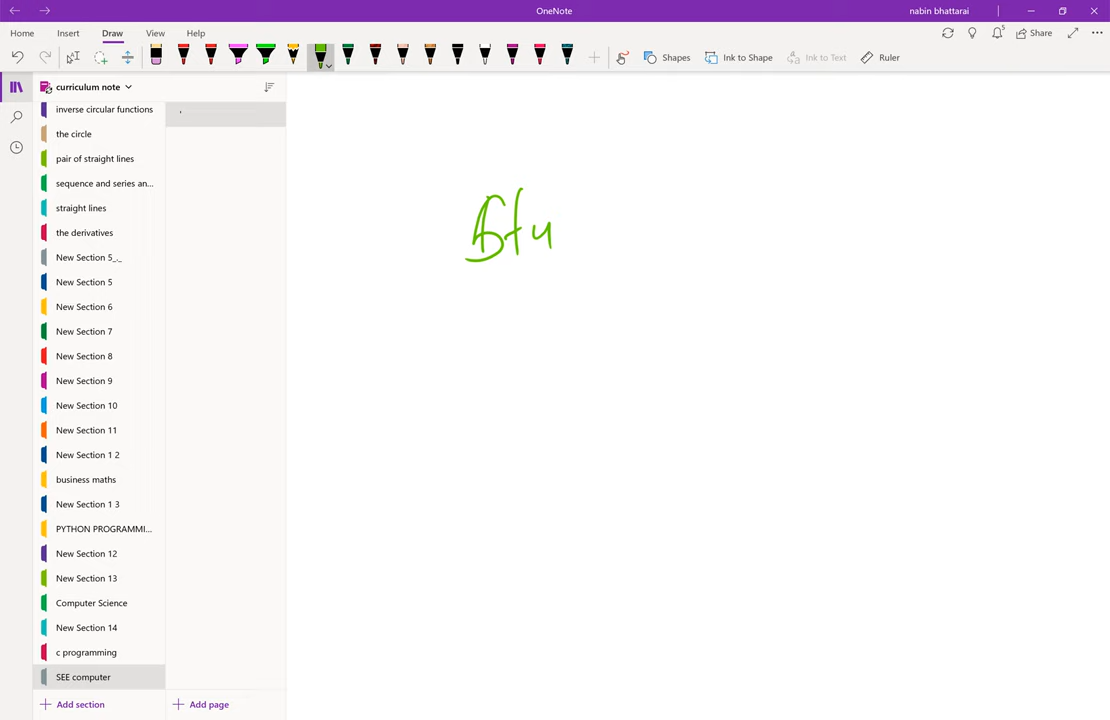 OneNote
nabin bhattarai
Home Insert Draw View Help
Share
Shapes Ink to Shape Ink to Text Ruler
curriculum note
inverse circular functions
the circle
pair of straight lines
sequence and series an...
straight lines
the derivatives
New Section 5_._
New Section 5
New Section 6
New Section 7
New Section 8
New Section 9
New Section 10
New Section 11
New Section 1 2
business maths
New Section 1 3
PYTHON PROGRAMMI...
New Section 12
New Section 13
Computer Science
New Section 14
c programming
SEE computer
Add section Add page
Stu